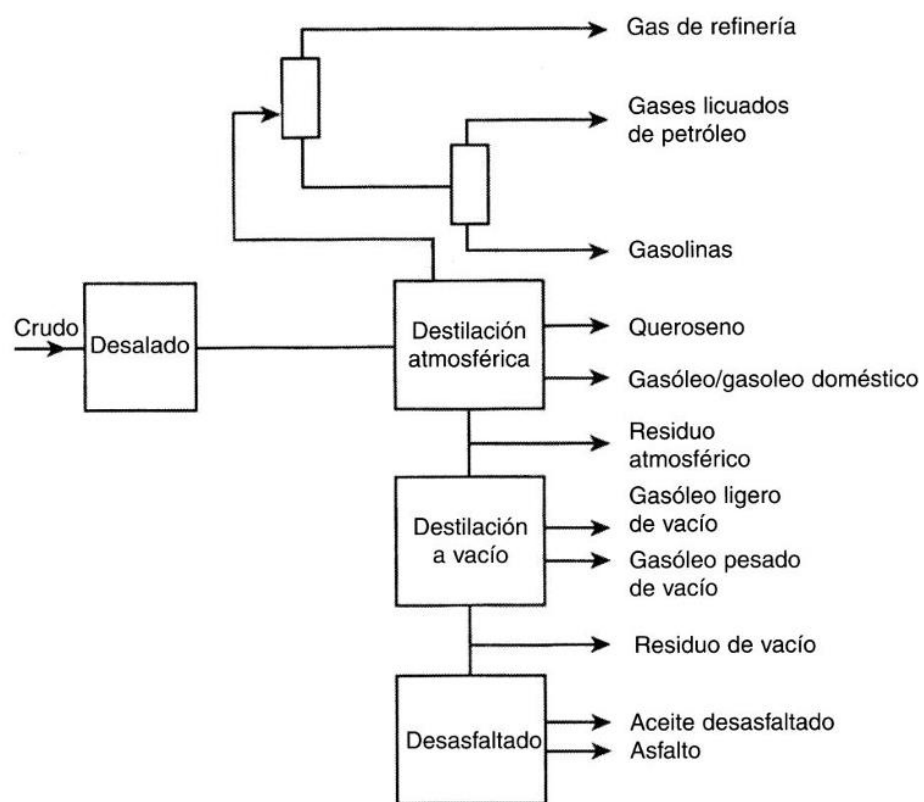 Gas de refinería
Gases licuados
de petróleo
Gasolinas
Crudo
Desalado
Destilación
atmosférica
Queroseno
Gasóleo/gasoleo doméstico
Residuo
atmosférico
Destilación
a vacío
Gasóleo ligero
de vacío
Gasóleo pesado
de vacío
Residuo de vacío
Desasfaltado
Aceite desasfaltado
Asfalto